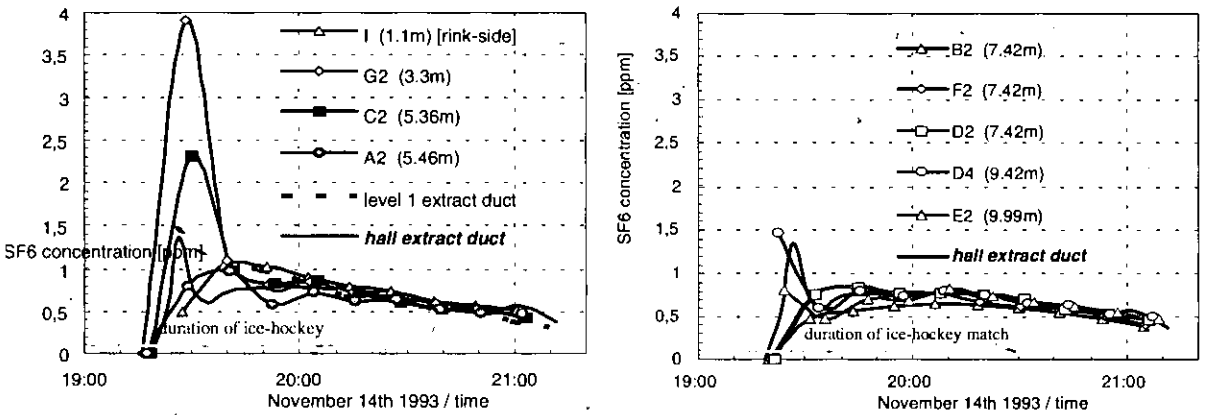 4
3,5
3
2,5
2
1,5
1
0,5
0
SF6 concentration [ppm]
I (1.1m) [rink-side]
G2 (3.3m)
C2 (5.36m)
A2 (5.46m)
level 1 extract duct
hall extract duct
duration of ice-hockey
19:00
20:00
21:00
November 14th 1993 / time
4
3,5
3
2,5
2
1,5
1
0,5
0
SF6 concentration [ppm]
B2 (7.42m)
F2 (7.42m)
D2 (7.42m)
D4 (9.42m)
E2 (9.99m)
hall extract duct
duration of ice-hockey match
19:00
20:00
21:00
November 14th 1993 / time